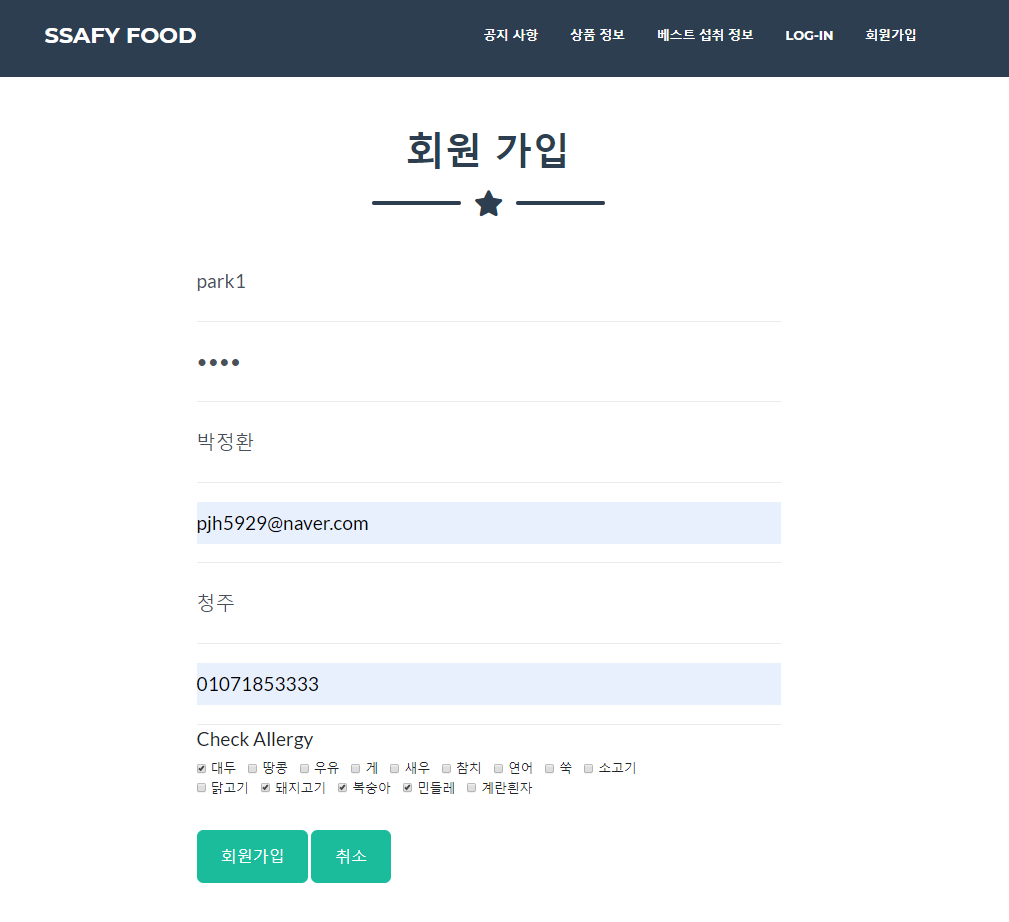 SSAFY FOOD 공지 사항 상품 정보 베스트 섭취 정보 LOG-IN 회원가입
회원 가입
park1
••••
박정환
pjh5929@naver.com
청주
01071853333
Check Allergy
대두 땅콩 우유 게 새우 참치 연어 쑥 소고기
닭고기 돼지고기 복숭아 민들레 계란흰자
회원가입 취소